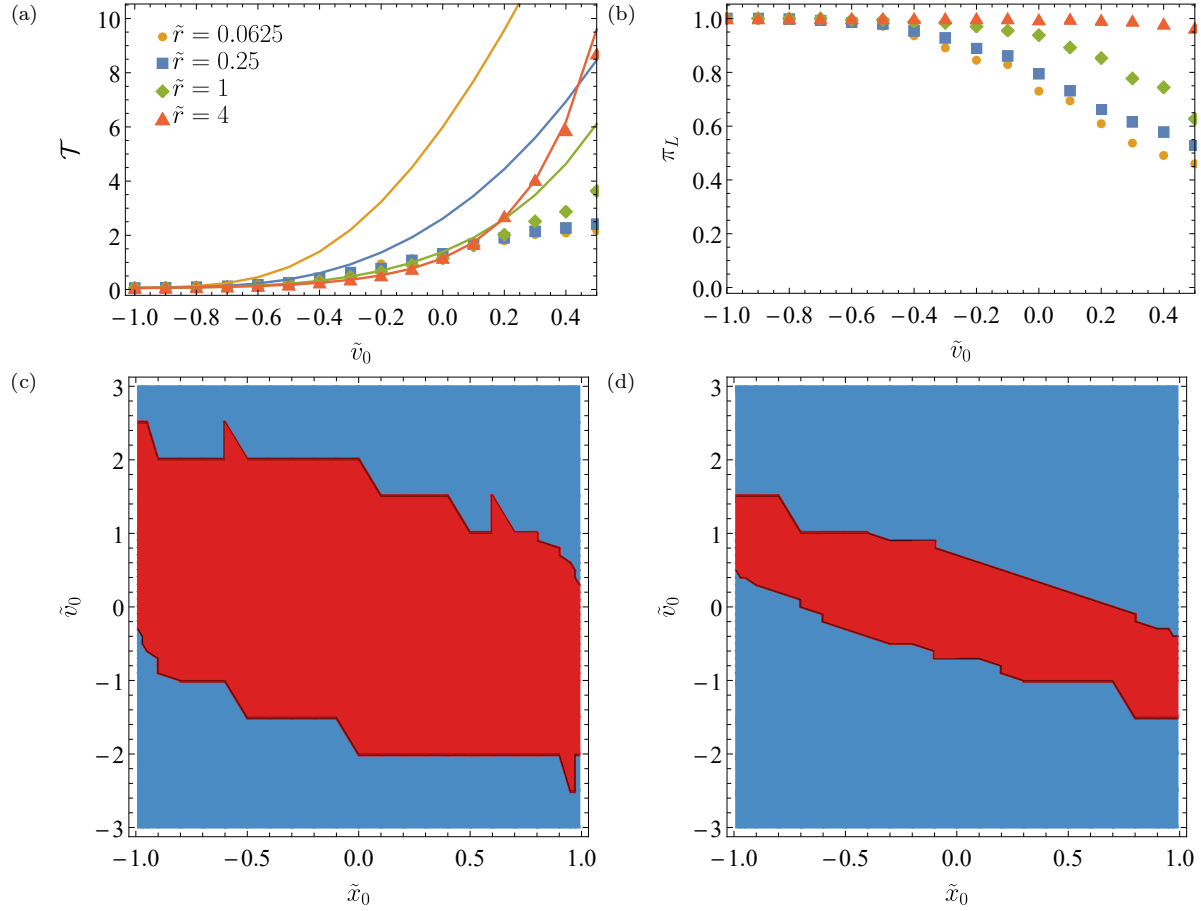 (a)
10
8
6
4
2
0
𝒯
r̃ = 0.0625
r̃ = 0.25
r̃ = 1
r̃ = 4
−1.0 −0.8 −0.6 −0.4 −0.2 0.0 0.2 0.4
ṽ₀
(b)
1.0
0.8
0.6
0.4
0.2
0.0
π_L
−1.0 −0.8 −0.6 −0.4 −0.2 0.0 0.2 0.4
ṽ₀
(c)
3
2
1
0
−1
−2
−3
ṽ₀
−1.0 −0.5 0.0 0.5 1.0
x̃₀
(d)
3
2
1
0
−1
−2
−3
ṽ₀
−1.0 −0.5 0.0 0.5 1.0
x̃₀